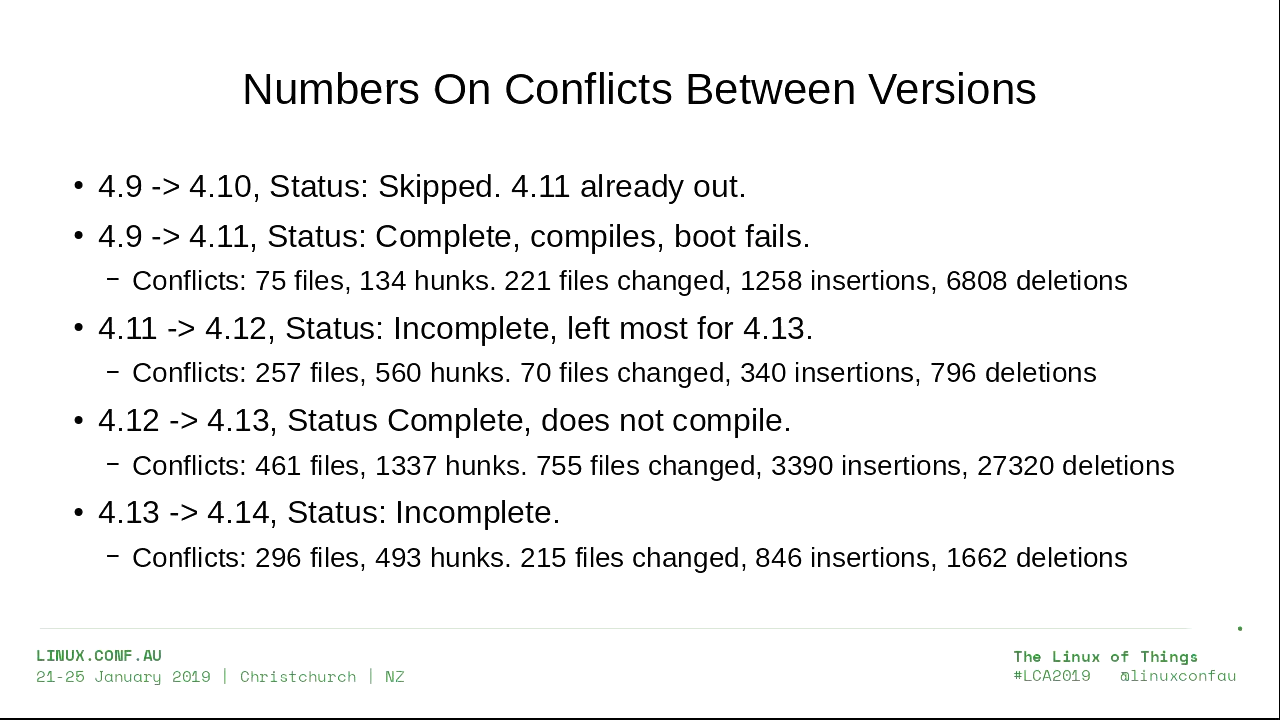 Numbers On Conflicts Between Versions
• 4.9 -> 4.10, Status: Skipped. 4.11 already out.
• 4.9 -> 4.11, Status: Complete, compiles, boot fails.
– Conflicts: 75 files, 134 hunks. 221 files changed, 1258 insertions, 6808 deletions
• 4.11 -> 4.12, Status: Incomplete, left most for 4.13.
– Conflicts: 257 files, 560 hunks. 70 files changed, 340 insertions, 796 deletions
• 4.12 -> 4.13, Status Complete, does not compile.
– Conflicts: 461 files, 1337 hunks. 755 files changed, 3390 insertions, 27320 deletions
• 4.13 -> 4.14, Status: Incomplete.
– Conflicts: 296 files, 493 hunks. 215 files changed, 846 insertions, 1662 deletions
LINUX.CONF.AU
21-25 January 2019 | Christchurch | NZ
The Linux of Things
#LCA2019 @linuxconfau